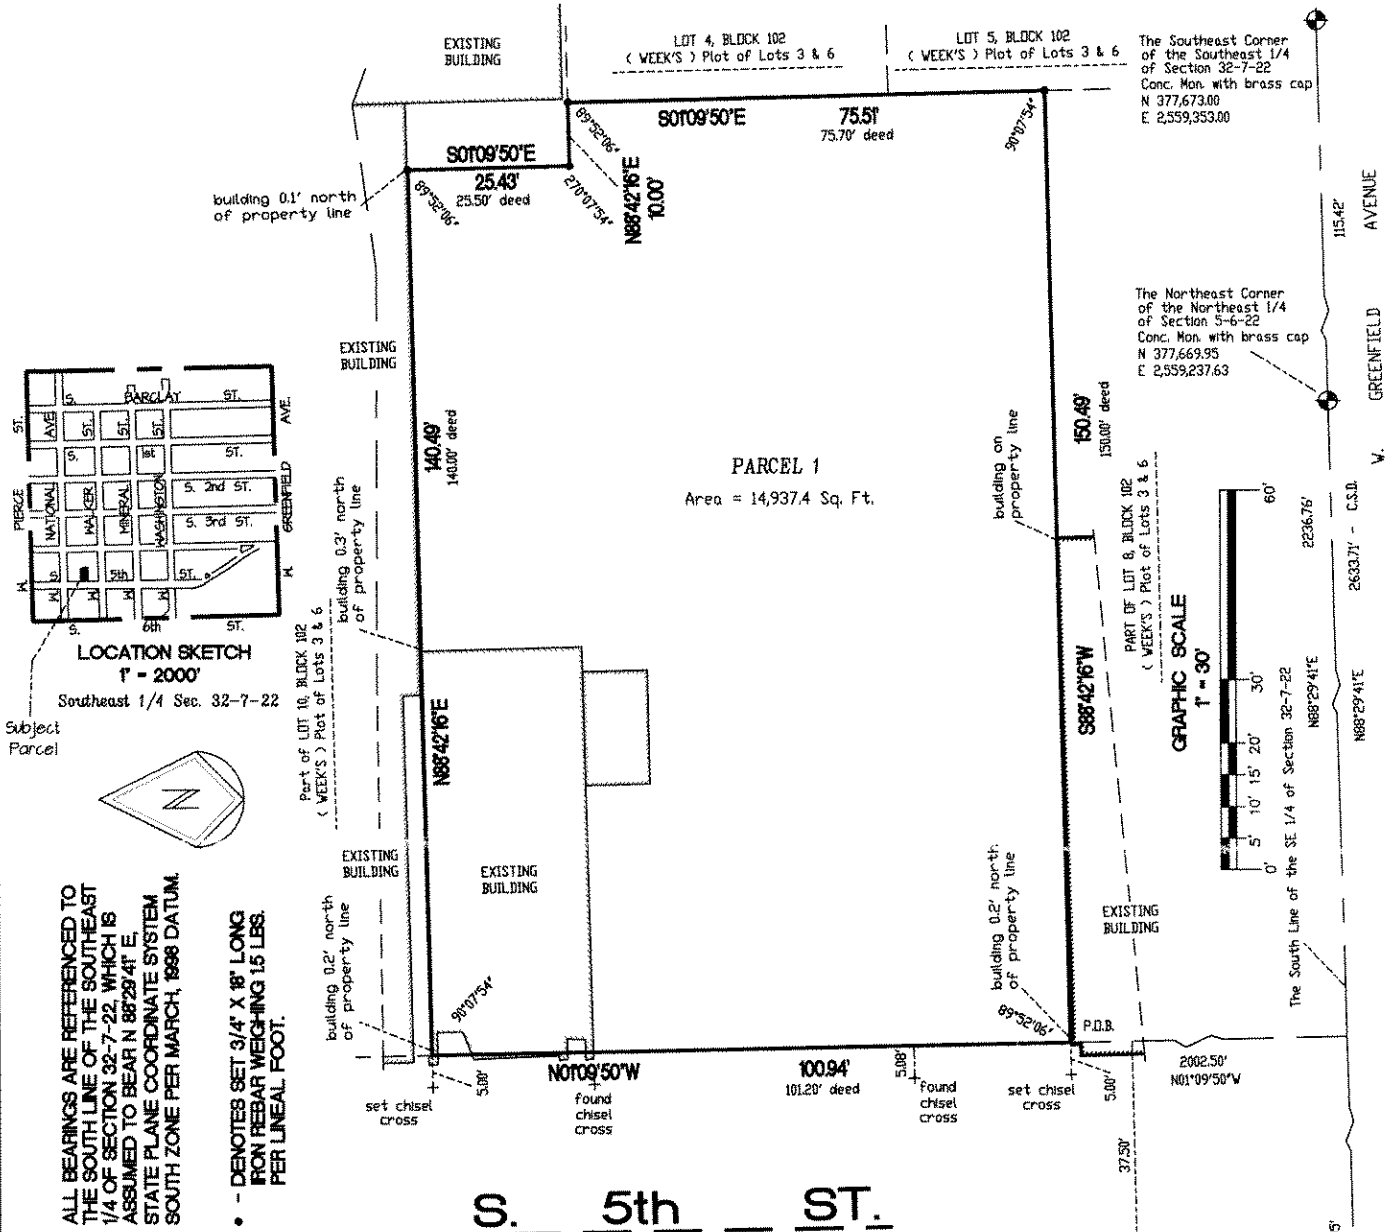 EXISTING
BUILDING
LOT 4, BLOCK 102
( WEEK'S ) Plot of Lots 3 & 6
LOT 5, BLOCK 102
( WEEK'S ) Plot of Lots 3 & 6
The Southeast Corner
of the Southeast 1/4
of Section 32-7-22
Conc. Mon. with brass cap
N 377,673.00
E 2,559,353.00
S01°09'50"E
75.51'
75.70' deed
89°52'06"
90°07'54"
S01°09'50"E
25.43'
25.50' deed
89°52'06"
270°07'54"
N88°42'16"E
10.00'
building 0.1' north
of property line
115.42'
W. GREENFIELD AVENUE
The Northeast Corner
of the Northeast 1/4
of Section 5-6-22
Conc. Mon. with brass cap
N 377,669.95
E 2,559,237.63
EXISTING
BUILDING
140.49'
140.00' deed
150.49'
150.00' deed
building on
property line
PARCEL 1
Area = 14,937.4 Sq. Ft.
S. BARCLAY ST.
S. 1st ST.
S. 2nd ST.
S. 3rd ST.
S. 5th ST.
S. 6th ST.
W. PIERCE ST.
W. NATIONAL AVE.
W. WALKER ST.
W. MINERAL ST.
W. WASHINGTON ST.
W. GREENFIELD AVE.
LOCATION SKETCH
1" = 2000'
Southeast 1/4 Sec. 32-7-22
Subject
Parcel
building 0.3' north
of property line
Part of LOT 10, BLOCK 102
( WEEK'S ) Plot of Lots 3 & 6
N88°42'16"E
PART OF LOT 8, BLOCK 102
( WEEK'S ) Plot of Lots 3 & 6
S88°42'16"W
GRAPHIC SCALE
1" = 30'
0' 5' 10' 15' 20' 30' 60'
The South Line of the SE 1/4 of Section 32-7-22
N88°29'41"E 2236.76'
N88°29'41"E 2633.71' - C.S.D.
N
EXISTING
BUILDING
EXISTING
BUILDING
EXISTING
BUILDING
building 0.2' north
of property line
building 0.2' north
of property line
90°07'54"
89°52'06"
P.O.B.
N01°09'50"W
100.94'
101.20' deed
5.00'
5.08'
5.00'
set chisel
cross
found
chisel
cross
found
chisel
cross
set chisel
cross
2002.50'
N01°09'50"W
37.50'
ALL BEARINGS ARE REFERENCED TO
THE SOUTH LINE OF THE SOUTHEAST
1/4 OF SECTION 32-7-22, WHICH IS
ASSUMED TO BEAR N 88°29'41" E,
STATE PLANE COORDINATE SYSTEM
SOUTH ZONE PER MARCH, 1998 DATUM.
• - DENOTES SET 3/4" X 18" LONG
IRON REBAR WEIGHING 1.5 LBS.
PER LINEAL FOOT.
S. 5th ST.